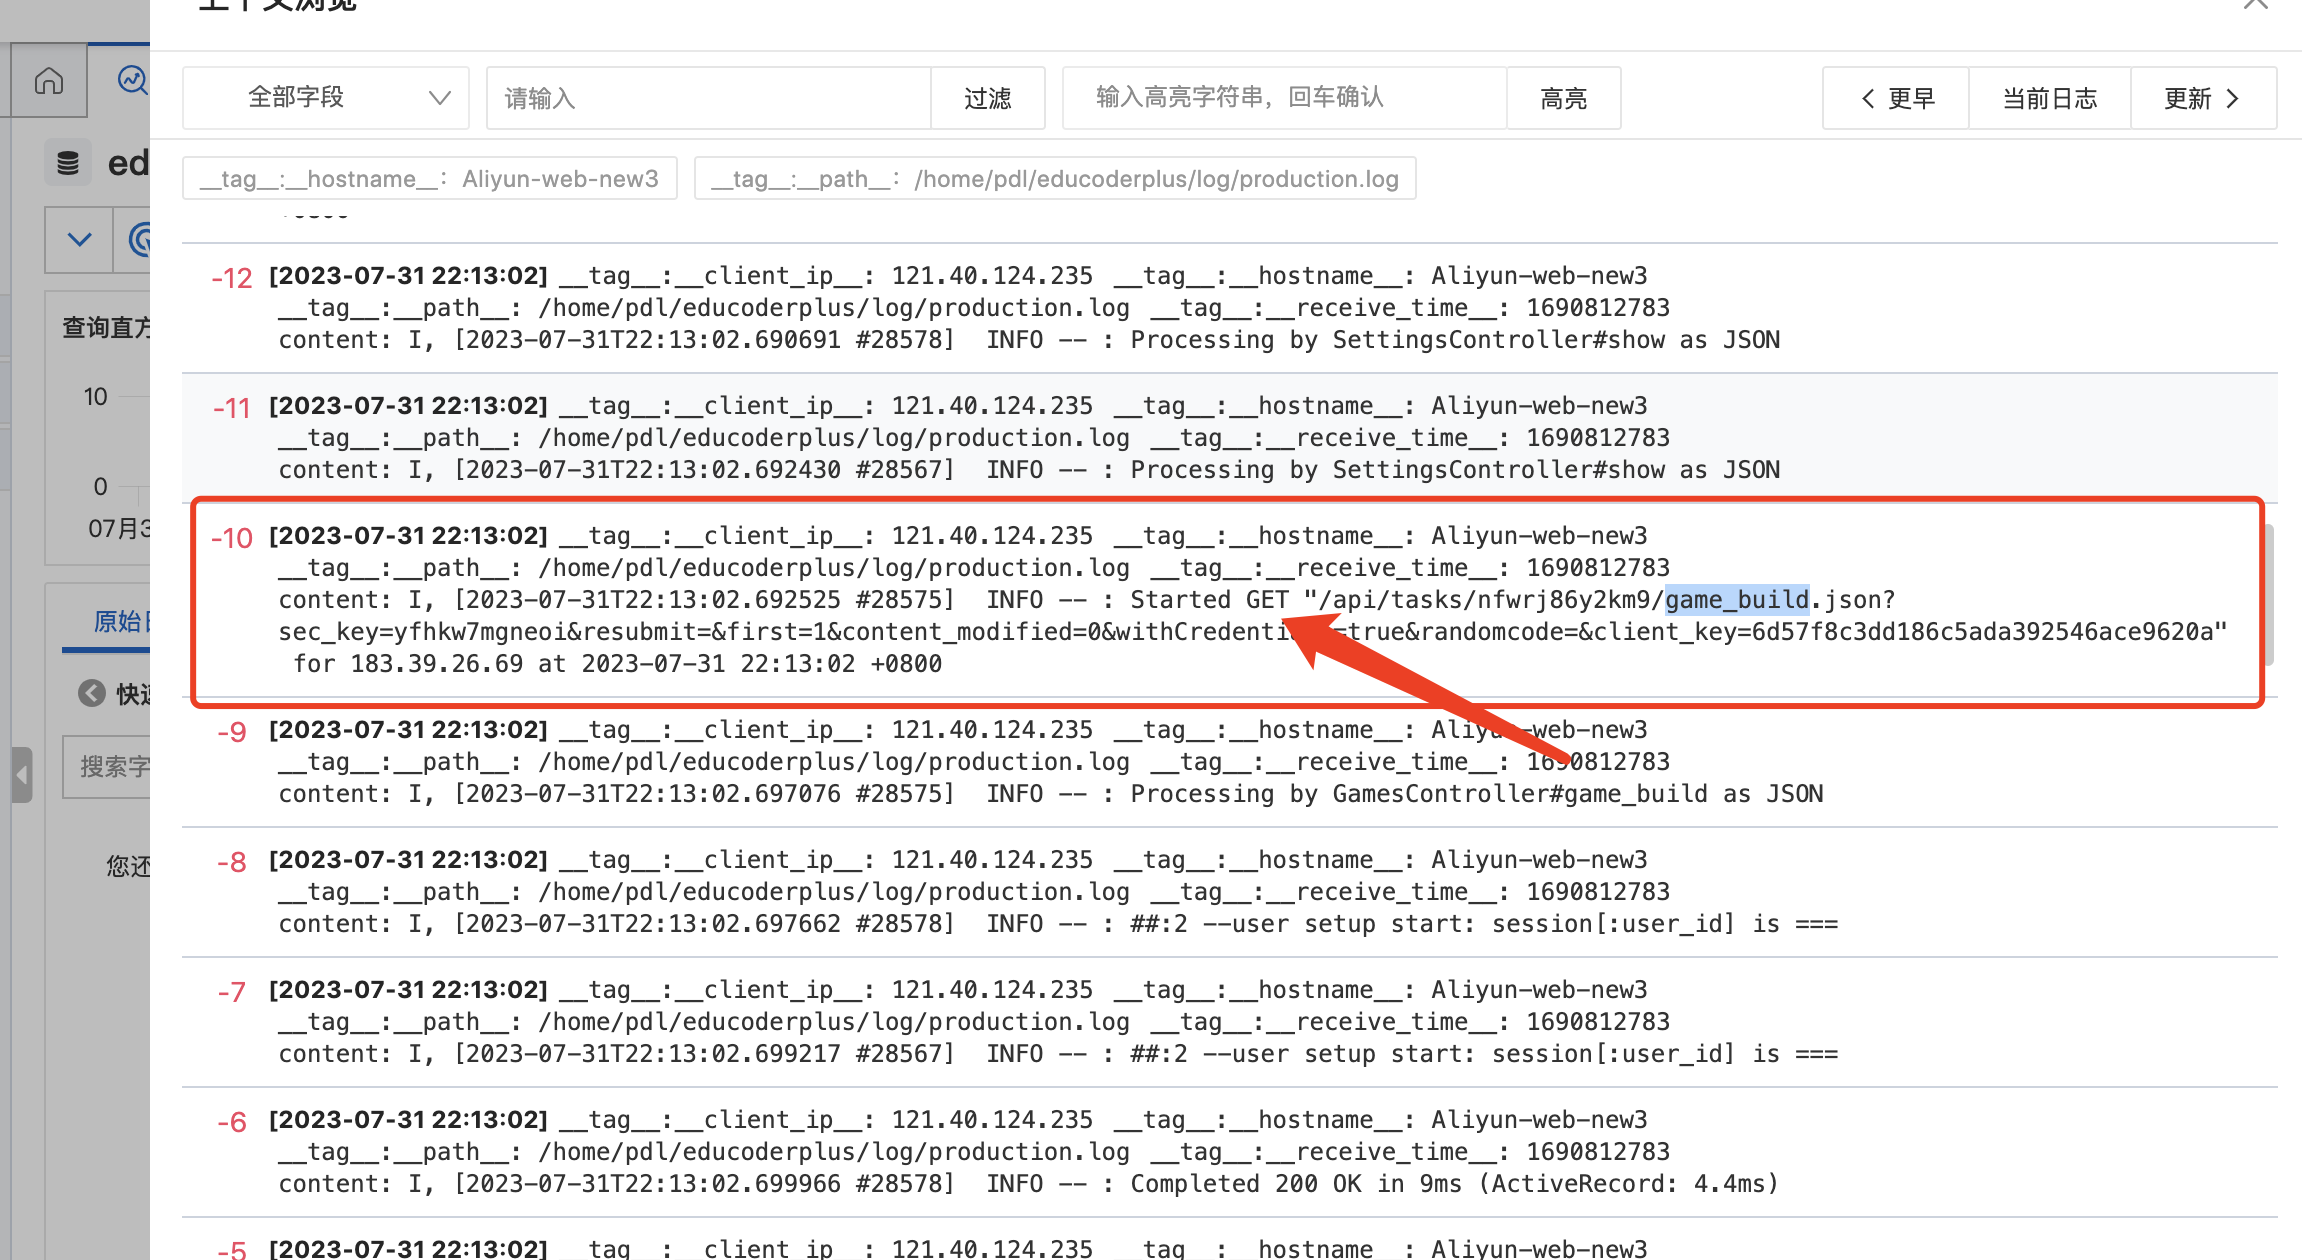 上下文浏览
全部字段
请输入
过滤
输入高亮字符串，回车确认
高亮
更早
当前日志
更新
ed
__tag__:__hostname__: Aliyun-web-new3
__tag__:__path__: /home/pdl/educoderplus/log/production.log
+0800
查询直方
10
0
07月3
原始日
快速
搜索字
您还
-12 [2023-07-31 22:13:02] __tag__:__client_ip__: 121.40.124.235 __tag__:__hostname__: Aliyun-web-new3
__tag__:__path__: /home/pdl/educoderplus/log/production.log __tag__:__receive_time__: 1690812783
content: I, [2023-07-31T22:13:02.690691 #28578]  INFO -- : Processing by SettingsController#show as JSON
-11 [2023-07-31 22:13:02] __tag__:__client_ip__: 121.40.124.235 __tag__:__hostname__: Aliyun-web-new3
__tag__:__path__: /home/pdl/educoderplus/log/production.log __tag__:__receive_time__: 1690812783
content: I, [2023-07-31T22:13:02.692430 #28567]  INFO -- : Processing by SettingsController#show as JSON
-10 [2023-07-31 22:13:02] __tag__:__client_ip__: 121.40.124.235 __tag__:__hostname__: Aliyun-web-new3
__tag__:__path__: /home/pdl/educoderplus/log/production.log __tag__:__receive_time__: 1690812783
content: I, [2023-07-31T22:13:02.692525 #28575]  INFO -- : Started GET "/api/tasks/nfwrj86y2km9/game_build.json?
sec_key=yfhkw7mgneoi&resubmit=&first=1&content_modified=0&withCredenti =true&randomcode=&client_key=6d57f8c3dd186c5ada392546ace9620a"
for 183.39.26.69 at 2023-07-31 22:13:02 +0800
-9 [2023-07-31 22:13:02] __tag__:__client_ip__: 121.40.124.235 __tag__:__hostname__: Aliyun-web-new3
__tag__:__path__: /home/pdl/educoderplus/log/production.log __tag__:__receive_time__: 1690812783
content: I, [2023-07-31T22:13:02.697076 #28575]  INFO -- : Processing by GamesController#game_build as JSON
-8 [2023-07-31 22:13:02] __tag__:__client_ip__: 121.40.124.235 __tag__:__hostname__: Aliyun-web-new3
__tag__:__path__: /home/pdl/educoderplus/log/production.log __tag__:__receive_time__: 1690812783
content: I, [2023-07-31T22:13:02.697662 #28578]  INFO -- : ##:2 --user setup start: session[:user_id] is ===
-7 [2023-07-31 22:13:02] __tag__:__client_ip__: 121.40.124.235 __tag__:__hostname__: Aliyun-web-new3
__tag__:__path__: /home/pdl/educoderplus/log/production.log __tag__:__receive_time__: 1690812783
content: I, [2023-07-31T22:13:02.699217 #28567]  INFO -- : ##:2 --user setup start: session[:user_id] is ===
-6 [2023-07-31 22:13:02] __tag__:__client_ip__: 121.40.124.235 __tag__:__hostname__: Aliyun-web-new3
__tag__:__path__: /home/pdl/educoderplus/log/production.log __tag__:__receive_time__: 1690812783
content: I, [2023-07-31T22:13:02.699966 #28578]  INFO -- : Completed 200 OK in 9ms (ActiveRecord: 4.4ms)
-5 [2023-07-31 22:13:02] __tag__:__client_ip__: 121.40.124.235 __tag__:__hostname__: Aliyun-web-new3